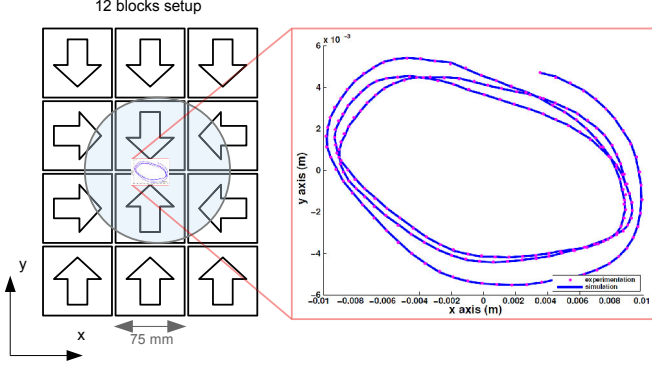 12 blocks setup
x 10⁻³
6
4
2
0
−2
−4
−6
y axis (m)
−0.01 −0.008 −0.006 −0.004 −0.002 0 0.002 0.004 0.006 0.008 0.01
x axis (m)
experimentation
simulation
y
x
75 mm